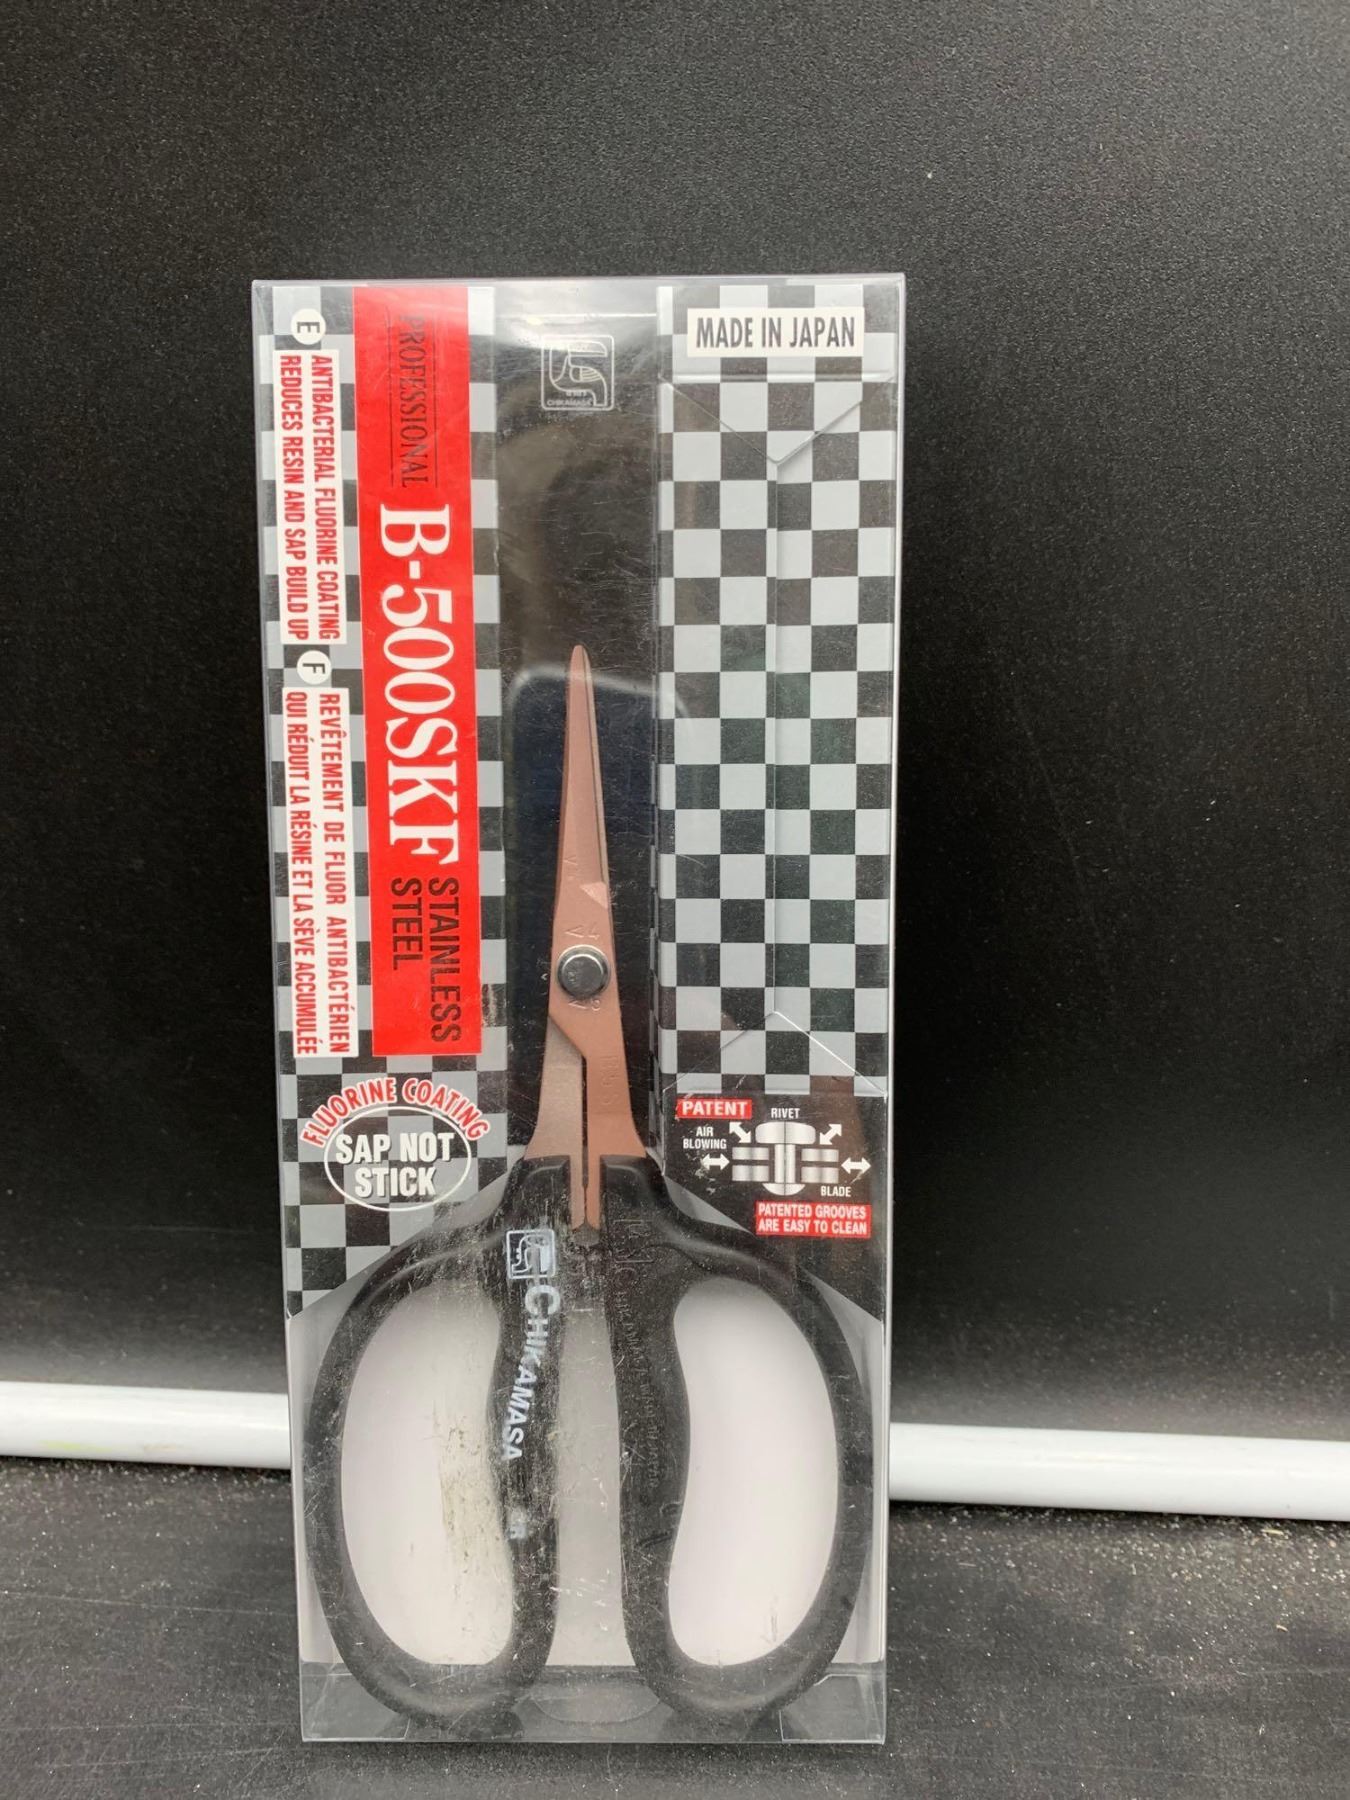 MADE IN JAPAN
PROFESSIONAL
B-500SKF
STAINLESS
STEEL
E
ANTIBACTERIAL FLUORINE COATING
REDUCES RESIN AND SAP BUILD UP
F
REVÊTEMENT DE FLUOR ANTIBACTÉRIEN
QUI RÉDUIT LA RÉSINE ET LA SÈVE ACCUMULÉE
FLUORINE COATING
SAP NOT
STICK
PATENT
RIVET
AIR
BLOWING
BLADE
PATENTED GROOVES
ARE EASY TO CLEAN
CHIKAMASA
CHIKAMASA